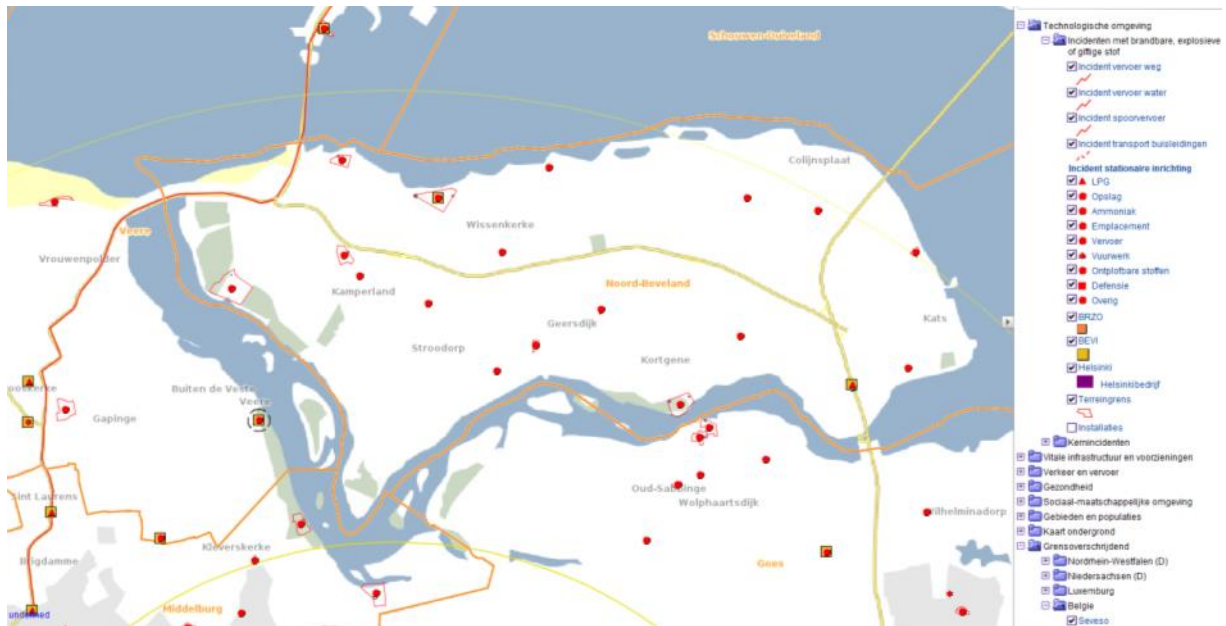 Schouwen-Duiveland
Colijnsplaat
Wissenkerke
Veere
Vrouwenpolder
Noord-Beveland
Kamperland
Geersdijk
Kats
Stroodorp
Kortgene
Buiten de Veste
Veere
Gapinge
Oud-Sabbinge
Wolphaartsdijk
Kleverskerke
Goes
Middelburg
Technologische omgeving
Incidenten met brandbare, explosieve
of giftige stof
Incident vervoer weg
Incident vervoer water
Incident spoorvervoer
Incident transport buisleidingen
Incident stationaire inrichting
LPG
Opslag
Ammoniak
Emplacement
Vervoer
Vuurwerk
Ontplofbare stoffen
Defensie
Overig
BRZO
BEVI
Helsinki
Helsinkibedrijf
Terreingrens
Installaties
Kernincidenten
Vitale infrastructuur en voorzieningen
Verkeer en vervoer
Gezondheid
Sociaal-maatschappelijke omgeving
Gebieden en populaties
Kaart ondergrond
Grensoverschrijdend
Nordrhein-Westfalen (D)
Niedersachsen (D)
Luxemburg
Belgie
Seveso